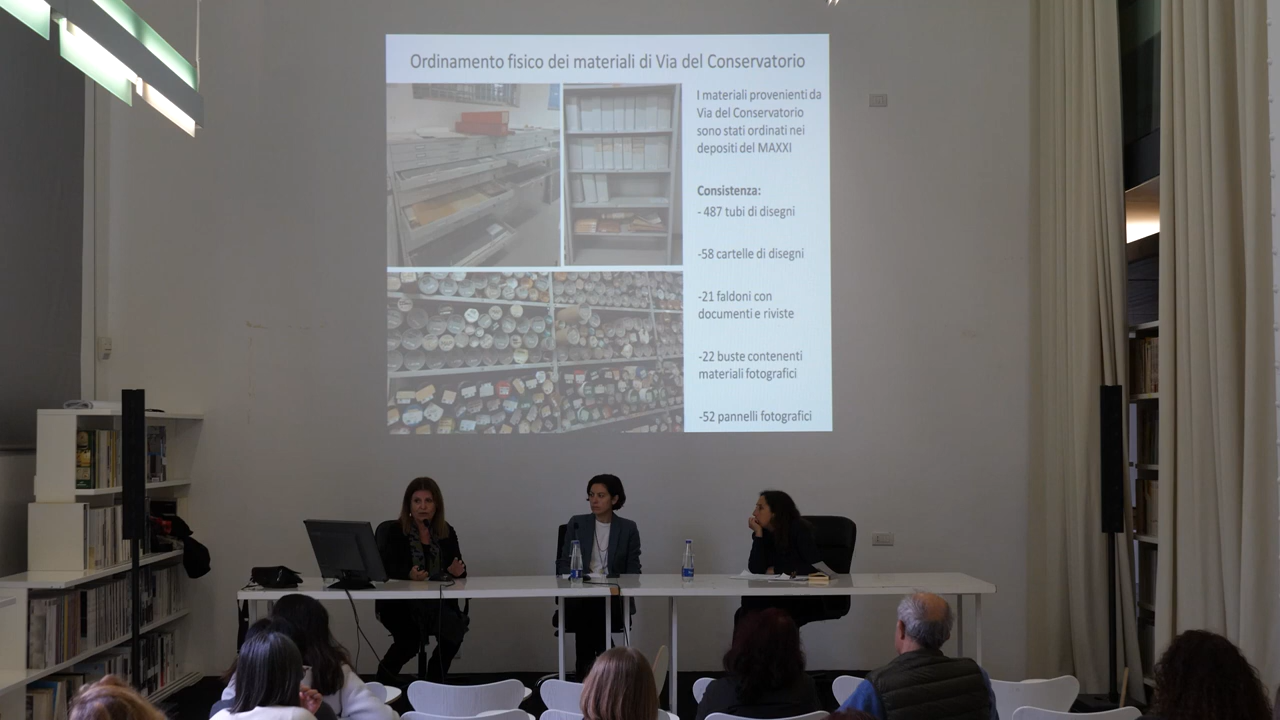 Ordinamento fisico dei materiali di Via del Conservatorio
I materiali provenienti da
Via del Conservatorio
sono stati ordinati nei
depositi del MAXXI
Consistenza:
- 487 tubi di disegni
-58 cartelle di disegni
-21 faldoni con
documenti e riviste
-22 buste contenenti
materiali fotografici
-52 pannelli fotografici